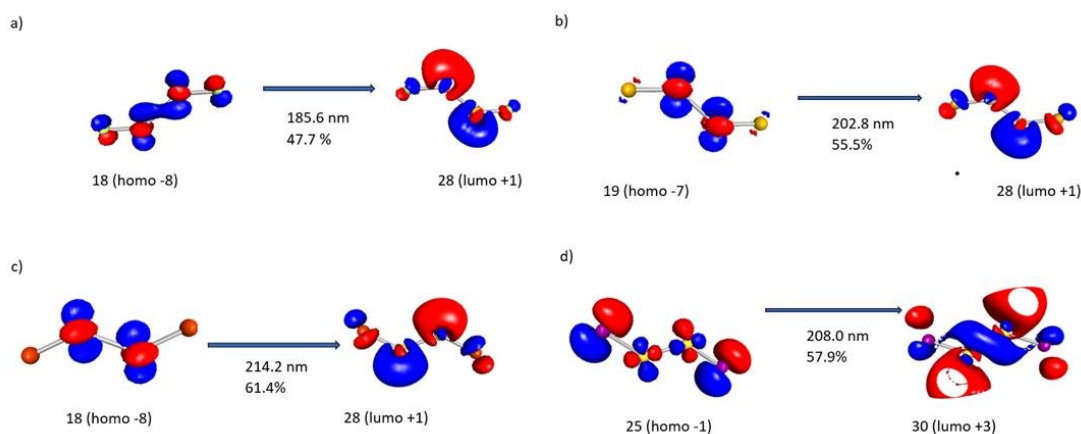 a)
185.6 nm
47.7 %
18 (homo -8)
28 (lumo +1)
b)
202.8 nm
55.5%
19 (homo -7)
28 (lumo +1)
c)
214.2 nm
61.4%
18 (homo -8)
28 (lumo +1)
d)
208.0 nm
57.9%
25 (homo -1)
30 (lumo +3)